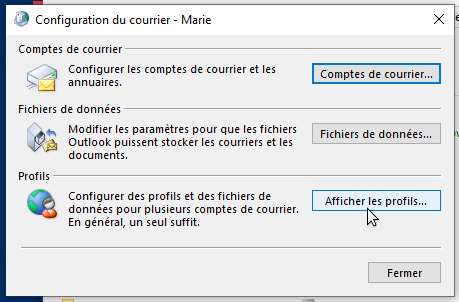 Configuration du courrier - Marie
Comptes de courrier
Configurer les comptes de courrier et les
annuaires.
Comptes de courrier...
Fichiers de données
Modifier les paramètres pour que les fichiers
Outlook puissent stocker les courriers et les
documents.
Fichiers de données...
Profils
Configurer des profils et des fichiers de
données pour plusieurs comptes de courrier.
En général, un seul suffit.
Afficher les profils...
Fermer